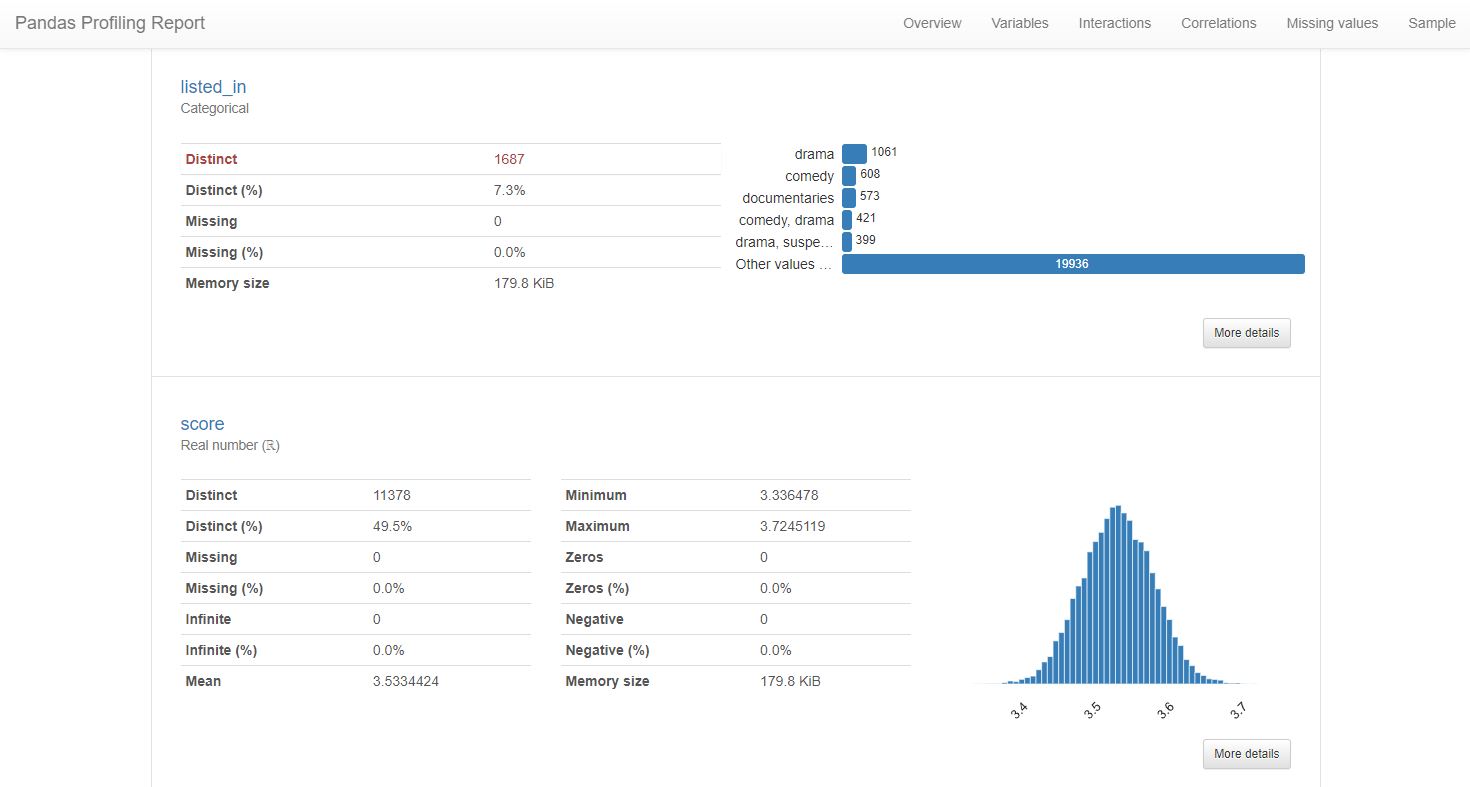 Pandas Profiling Report
Overview Variables Interactions Correlations Missing values Sample
listed_in
Categorical
Distinct 1687
Distinct (%) 7.3%
Missing 0
Missing (%) 0.0%
Memory size 179.8 KiB
drama 1061
comedy 608
documentaries 573
comedy, drama 421
drama, suspe... 399
Other values ... 19936
More details
score
Real number (ℝ)
Distinct 11378
Distinct (%) 49.5%
Missing 0
Missing (%) 0.0%
Infinite 0
Infinite (%) 0.0%
Mean 3.5334424
Minimum 3.336478
Maximum 3.7245119
Zeros 0
Zeros (%) 0.0%
Negative 0
Negative (%) 0.0%
Memory size 179.8 KiB
3.4 3.5 3.6 3.7
More details